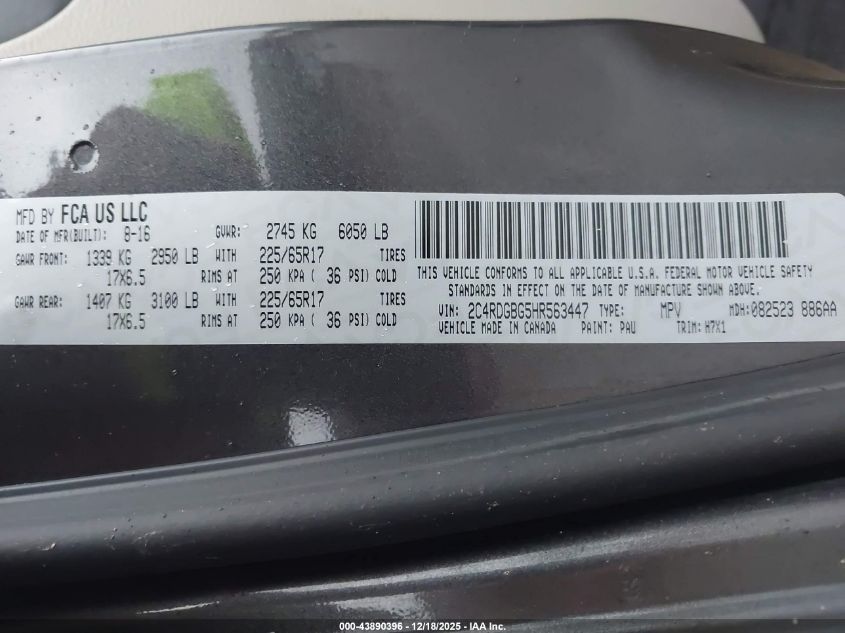 MFD BY FCA US LLC
DATE OF MFR(BUILT): 8-16 GVWR: 2745 KG 6050 LB
GAWR FRONT: 1339 KG 2950 LB WITH 225/65R17 TIRES
17X6.5 RIMS AT 250 KPA ( 36 PSI) COLD
GAWR REAR: 1407 KG 3100 LB WITH 225/65R17 TIRES
17X6.5 RIMS AT 250 KPA ( 36 PSI) COLD
THIS VEHICLE CONFORMS TO ALL APPLICABLE U.S.A. FEDERAL MOTOR VEHICLE SAFETY
STANDARDS IN EFFECT ON THE DATE OF MANUFACTURE SHOWN ABOVE.
VIN: 2C4RDGBG5HR563447 TYPE: MPV MDH:082523 886AA
VEHICLE MADE IN CANADA PAINT: PAU TRIM: H7X1
000-43890396 - 12/18/2025 - IAA Inc.